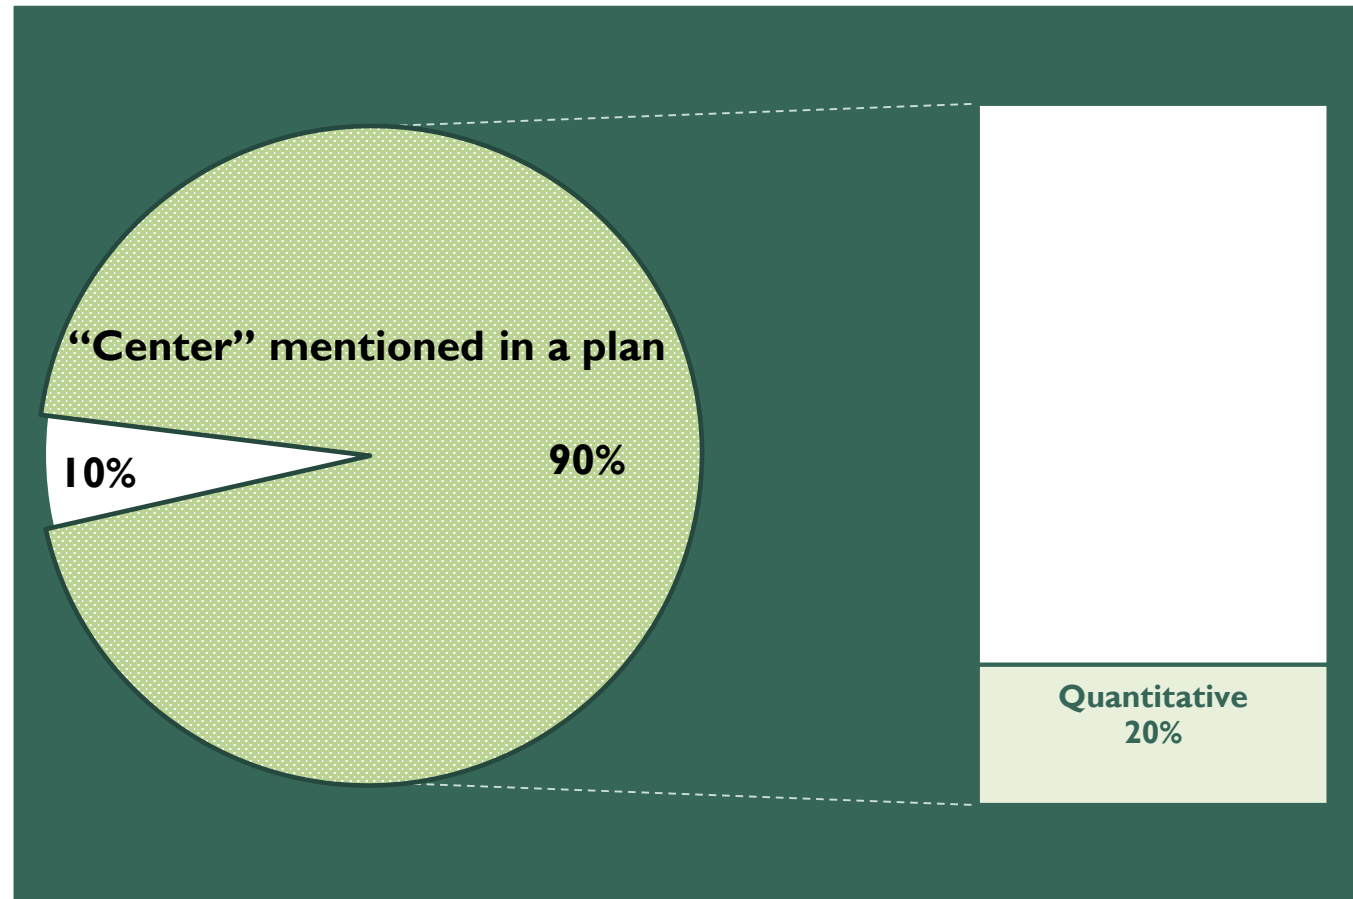 “Center” mentioned in a plan
90%
10%
Quantitative
20%